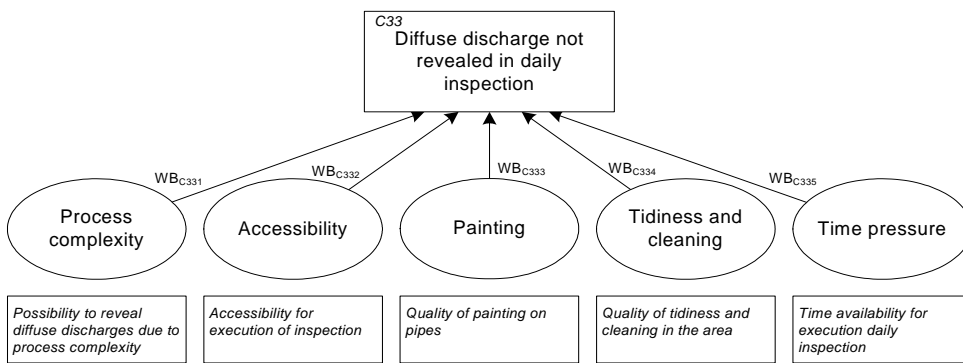 C33
Diffuse discharge not
revealed in daily
inspection
WBC331
WBC332
WBC333
WBC334
WBC335
Process
complexity
Accessibility
Painting
Tidiness and
cleaning
Time pressure
Possibility to reveal
diffuse discharges due to
process complexity
Accessibility for
execution of inspection
Quality of painting on
pipes
Quality of tidiness and
cleaning in the area
Time availability for
execution daily
inspection